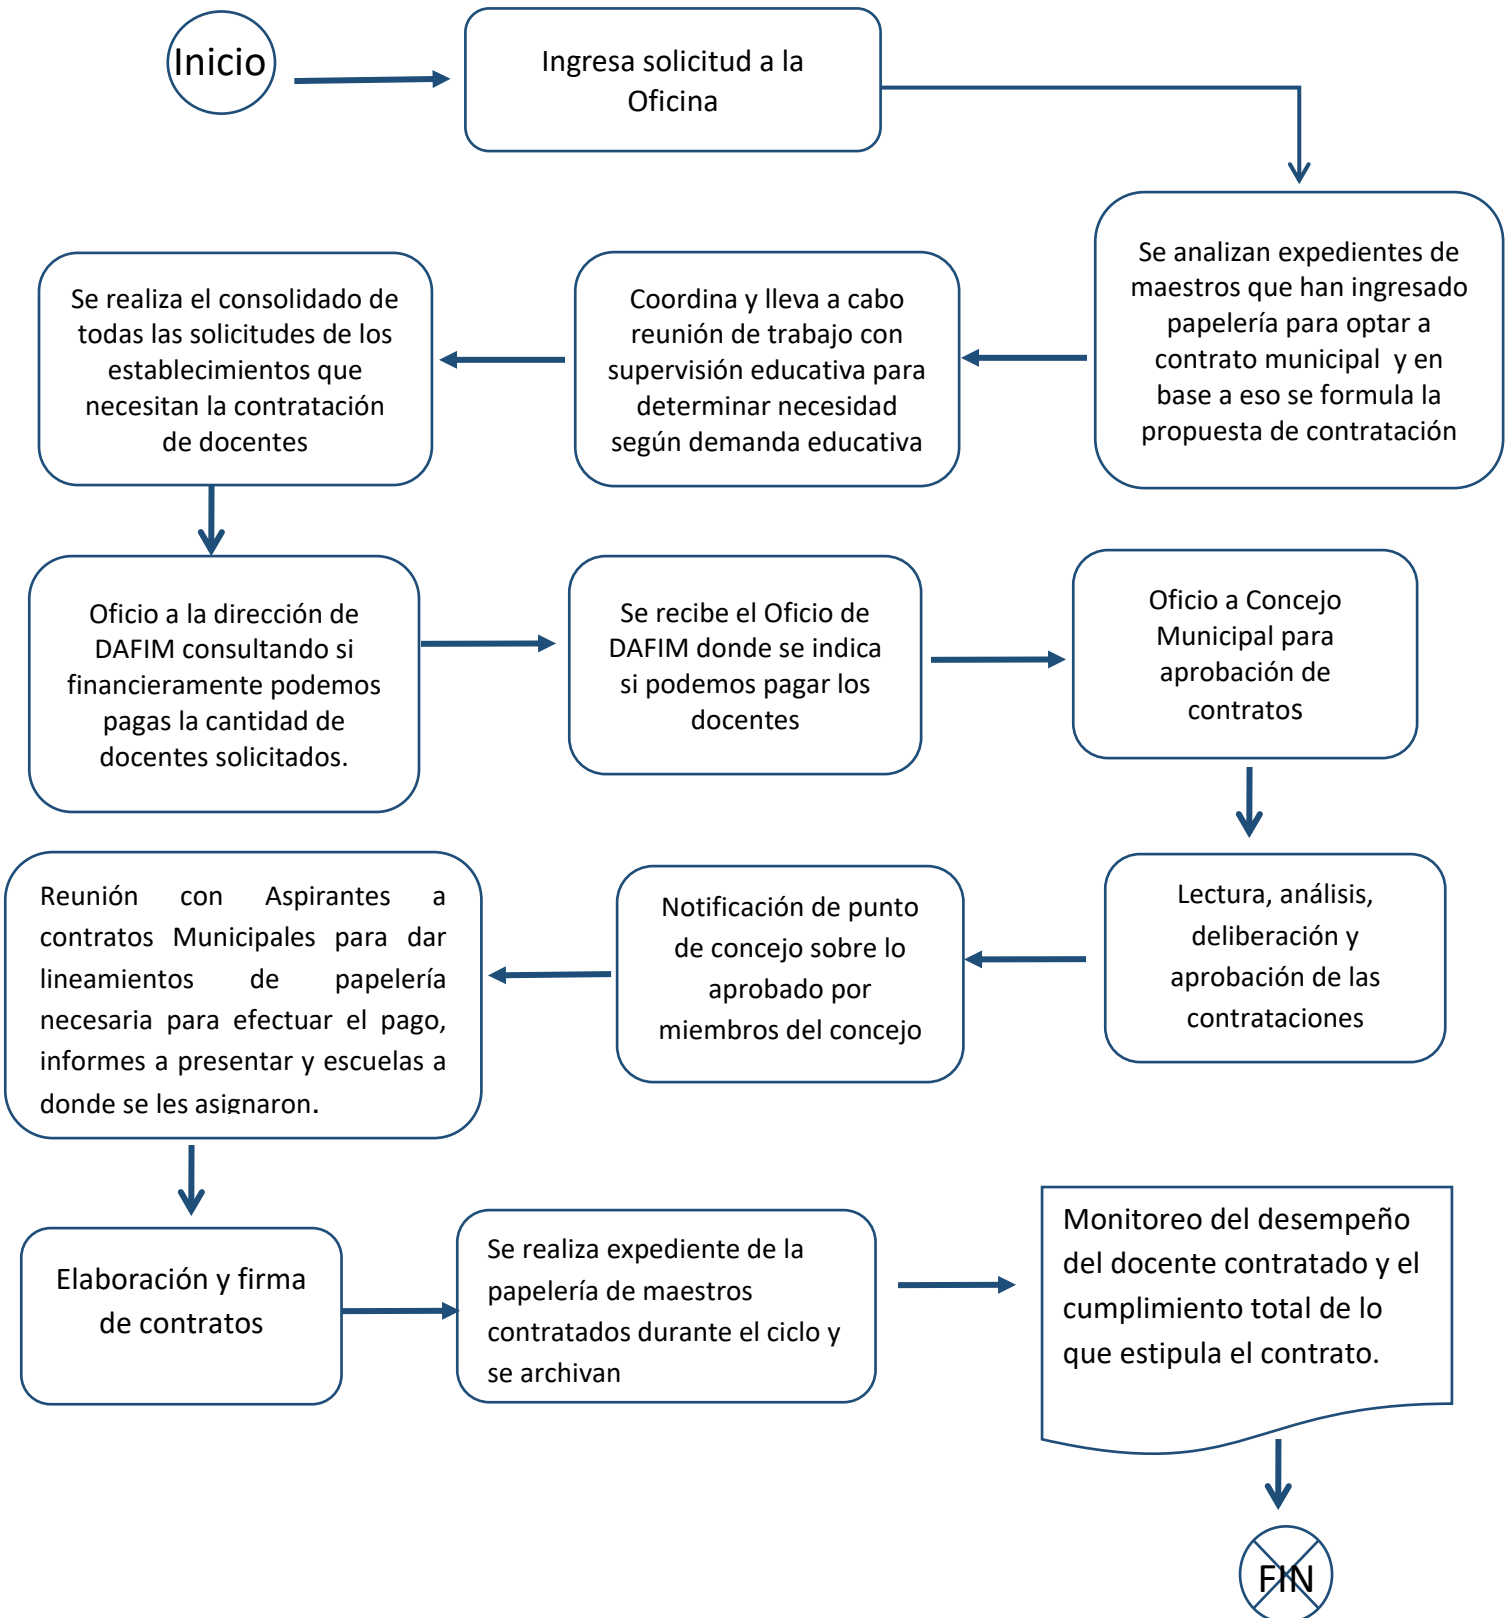 Inicio
Ingresa solicitud a la
Oficina
Se analizan expedientes de
maestros que han ingresado
papelería para optar a
contrato municipal y en
base a eso se formula la
propuesta de contratación
Coordina y lleva a cabo
reunión de trabajo con
supervisión educativa para
determinar necesidad
según demanda educativa
Se realiza el consolidado de
todas las solicitudes de los
establecimientos que
necesitan la contratación
de docentes
Oficio a la dirección de
DAFIM consultando si
financieramente podemos
pagas la cantidad de
docentes solicitados.
Se recibe el Oficio de
DAFIM donde se indica
si podemos pagar los
docentes
Oficio a Concejo
Municipal para
aprobación de
contratos
Lectura, análisis,
deliberación y
aprobación de las
contrataciones
Notificación de punto
de concejo sobre lo
aprobado por
miembros del concejo
Reunión con Aspirantes a
contratos Municipales para dar
lineamientos de papelería
necesaria para efectuar el pago,
informes a presentar y escuelas a
donde se les asignaron.
Elaboración y firma
de contratos
Se realiza expediente de la
papelería de maestros
contratados durante el ciclo y
se archivan
Monitoreo del desempeño
del docente contratado y el
cumplimiento total de lo
que estipula el contrato.
FIN